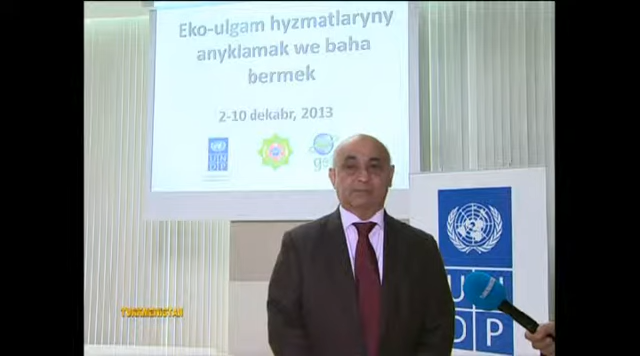 Eko-ulgam hyzmatlaryny
anyklamak we baha
bermek
2-10 dekabr, 2013
U N
D P
U N
D P
TURKMENISTAN